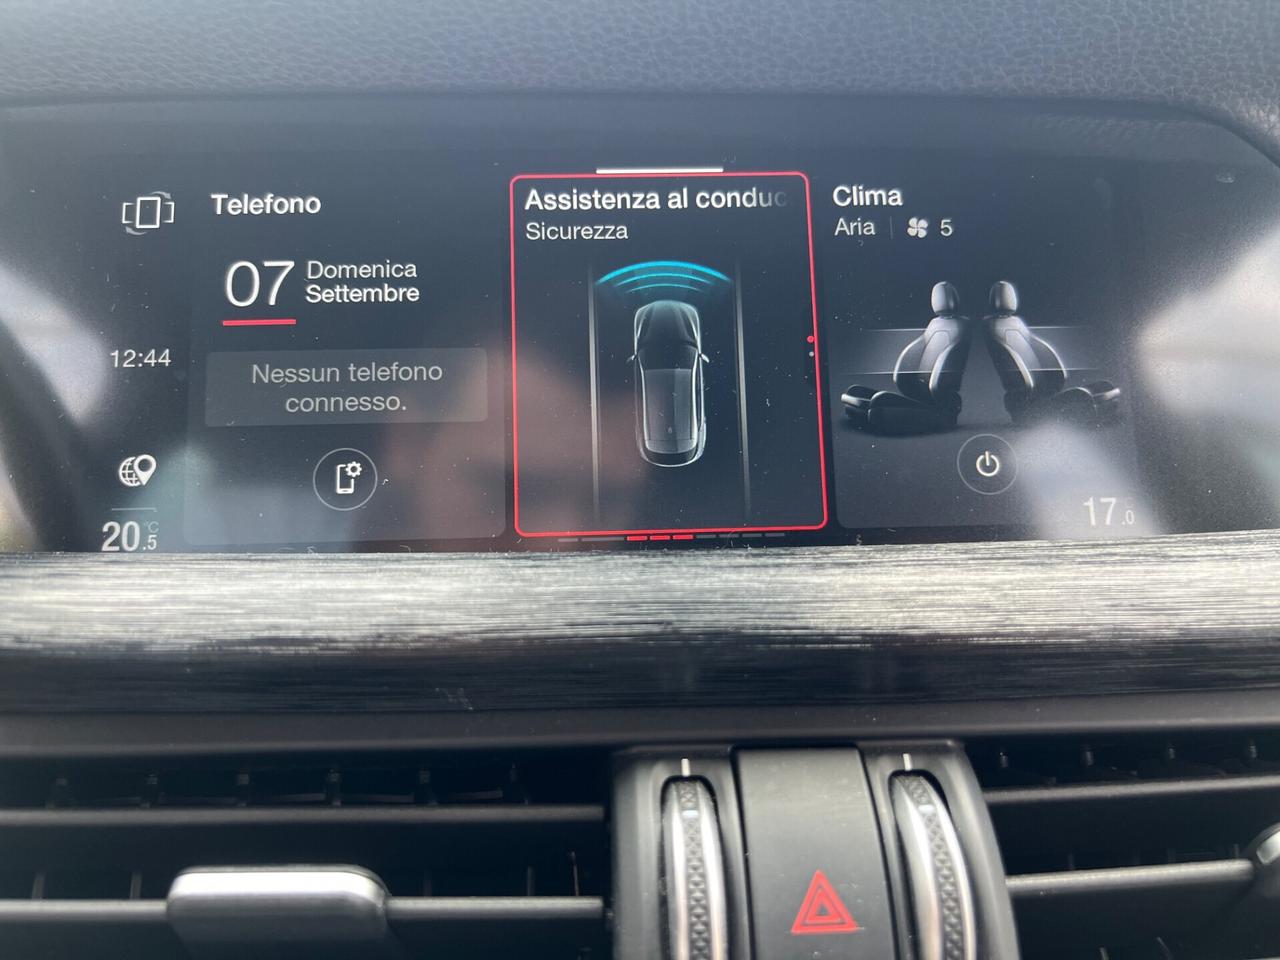 Telefono
07
Domenica
Settembre
12:44
Nessun telefono
connesso.
20.5 °C
Assistenza al conduc
Sicurezza
Clima
Aria 5
17.0